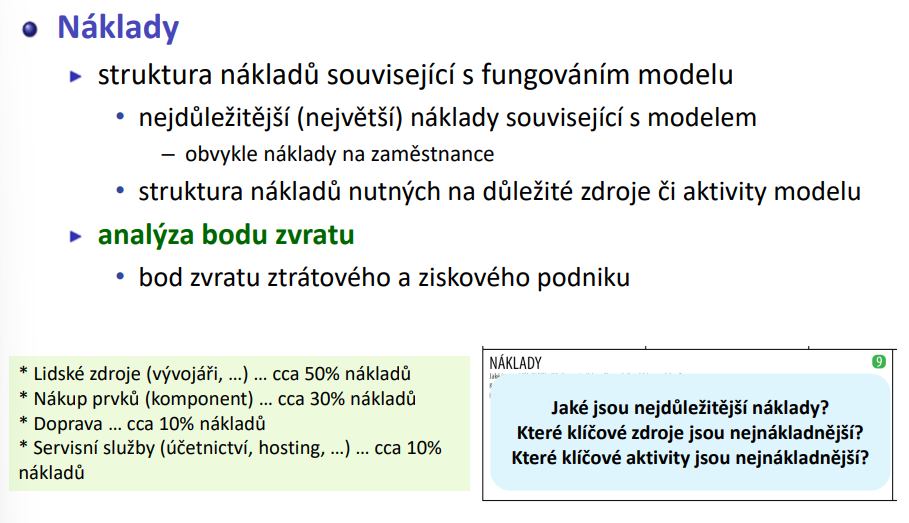 Náklady
struktura nákladů související s fungováním modelu
nejdůležitější (největší) náklady související s modelem
– obvykle náklady na zaměstnance
struktura nákladů nutných na důležité zdroje či aktivity modelu
analýza bodu zvratu
bod zvratu ztrátového a ziskového podniku
* Lidské zdroje (vývojáři, …) … cca 50% nákladů
* Nákup prvků (komponent) … cca 30% nákladů
* Doprava … cca 10% nákladů
* Servisní služby (účetnictví, hosting, …) … cca 10%
nákladů
NÁKLADY 9
Jaké jsou nejdůležitější náklady?
Které klíčové zdroje jsou nejnákladnější?
Které klíčové aktivity jsou nejnákladnější?